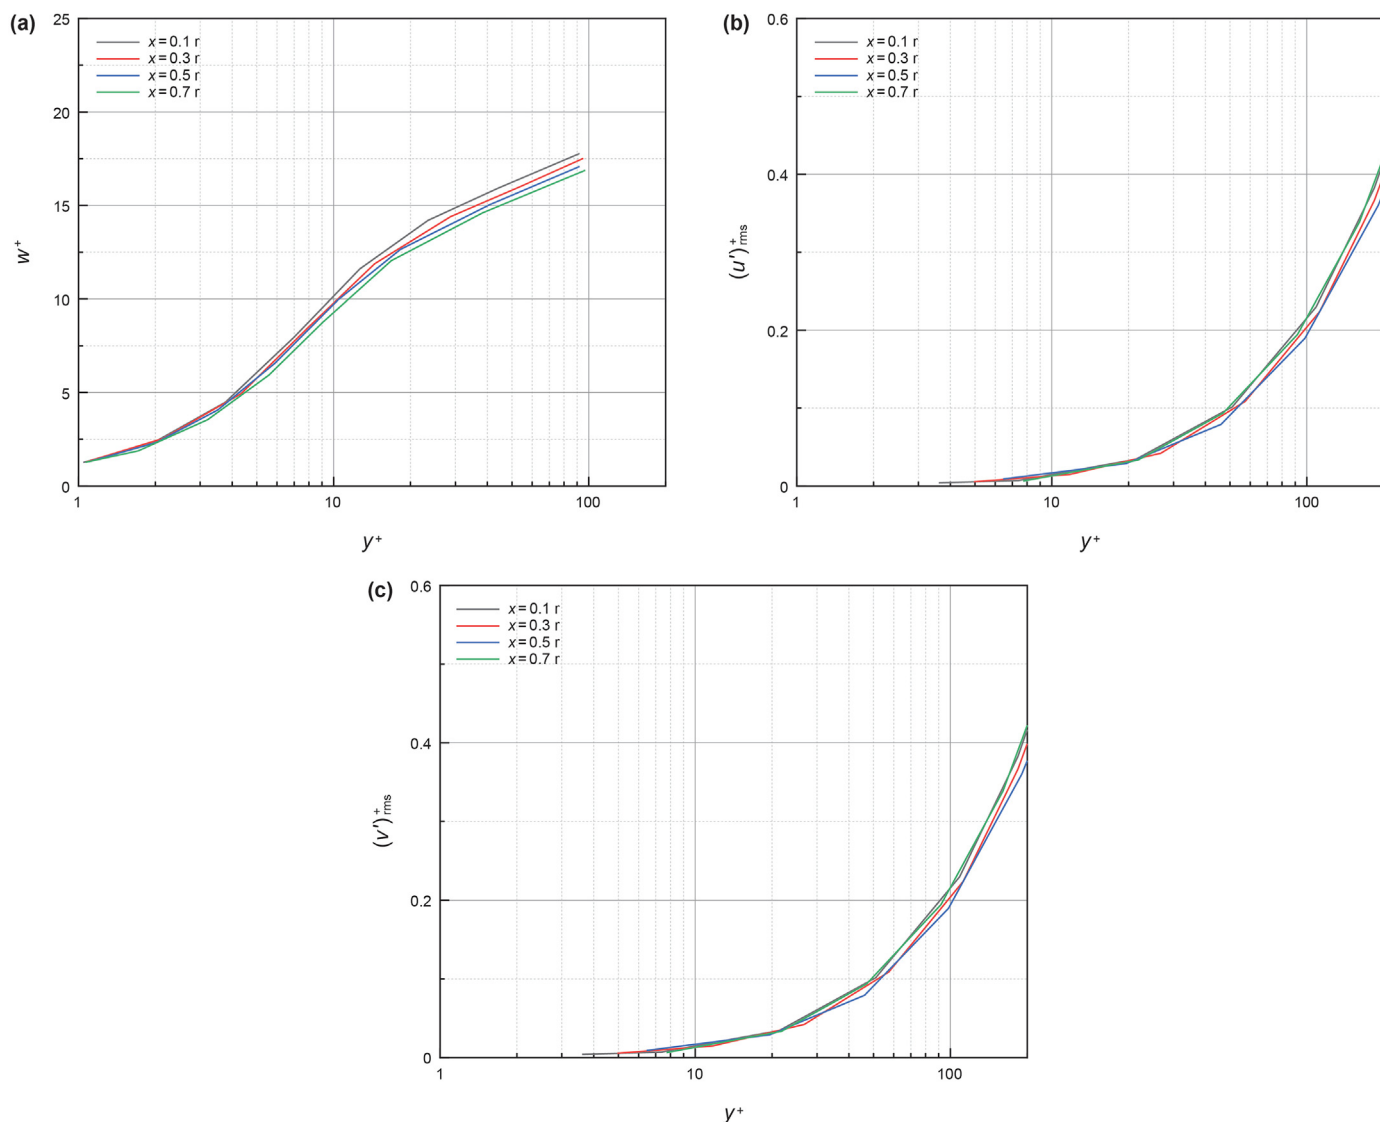 (a)
25
20
15
10
5
0
1
10
100
w⁺
y⁺
x = 0.1 r
x = 0.3 r
x = 0.5 r
x = 0.7 r
(b)
0.6
0.4
0.2
0
1
10
100
(u')⁺rms
y⁺
x = 0.1 r
x = 0.3 r
x = 0.5 r
x = 0.7 r
(c)
0.6
0.4
0.2
0
1
10
100
(v')⁺rms
y⁺
x = 0.1 r
x = 0.3 r
x = 0.5 r
x = 0.7 r